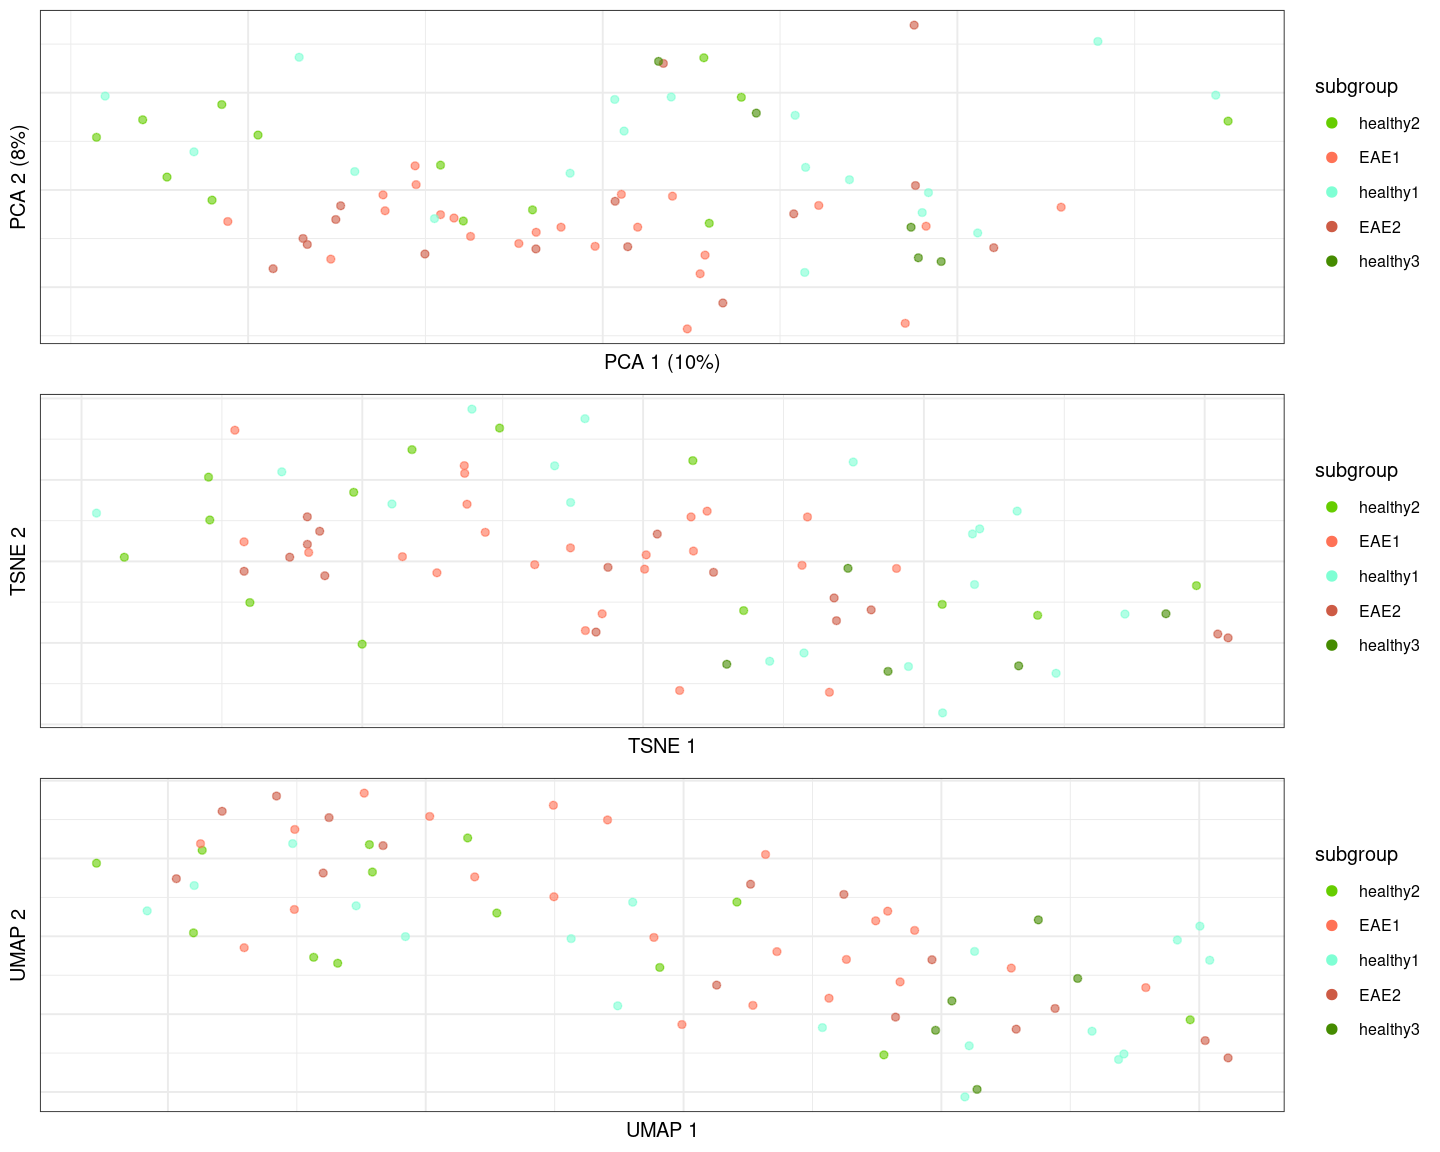 PCA 2 (8%)
PCA 1 (10%)
subgroup
healthy2
EAE1
healthy1
EAE2
healthy3
TSNE 2
TSNE 1
subgroup
healthy2
EAE1
healthy1
EAE2
healthy3
UMAP 2
UMAP 1
subgroup
healthy2
EAE1
healthy1
EAE2
healthy3